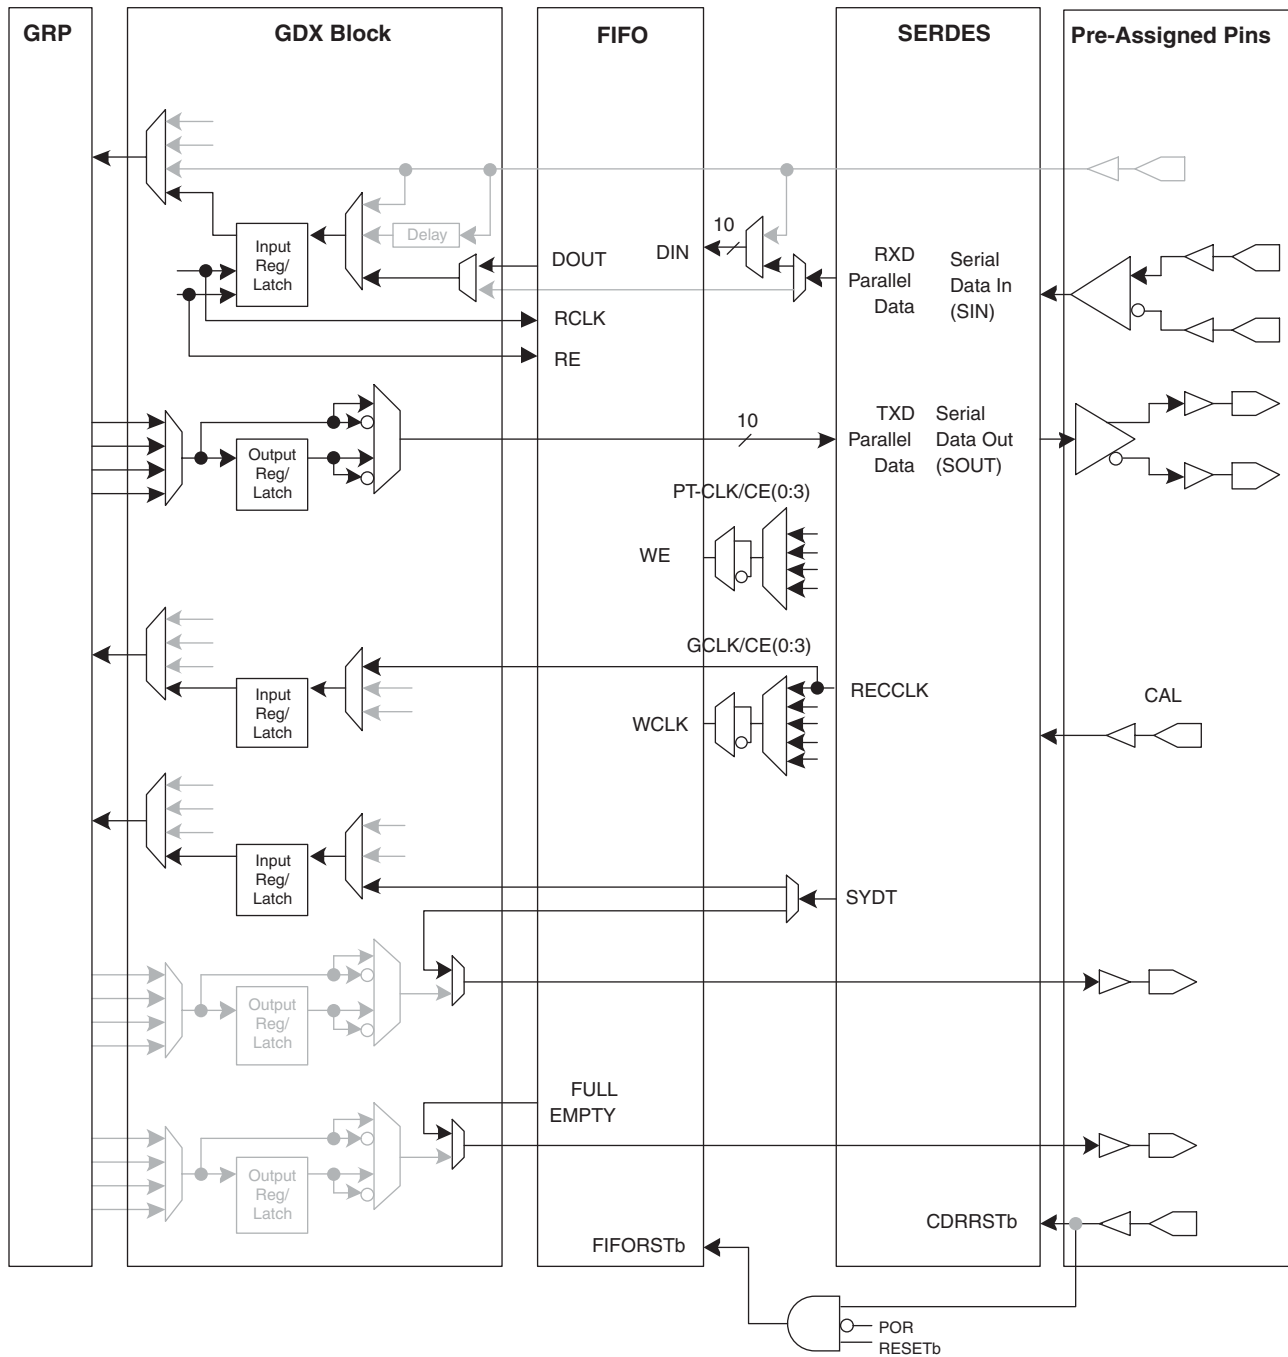 GRP
GDX Block
FIFO
SERDES
Pre-Assigned Pins
Input
Reg/
Latch
Delay
DOUT
DIN
10
RXD
Parallel
Data
Serial
Data In
(SIN)
RCLK
RE
Output
Reg/
Latch
10
TXD
Parallel
Data
Serial
Data Out
(SOUT)
PT-CLK/CE(0:3)
WE
GCLK/CE(0:3)
Input
Reg/
Latch
WCLK
RECCLK
CAL
Input
Reg/
Latch
SYDT
Output
Reg/
Latch
FULL
EMPTY
Output
Reg/
Latch
CDRRSTb
FIFORSTb
POR
RESETb